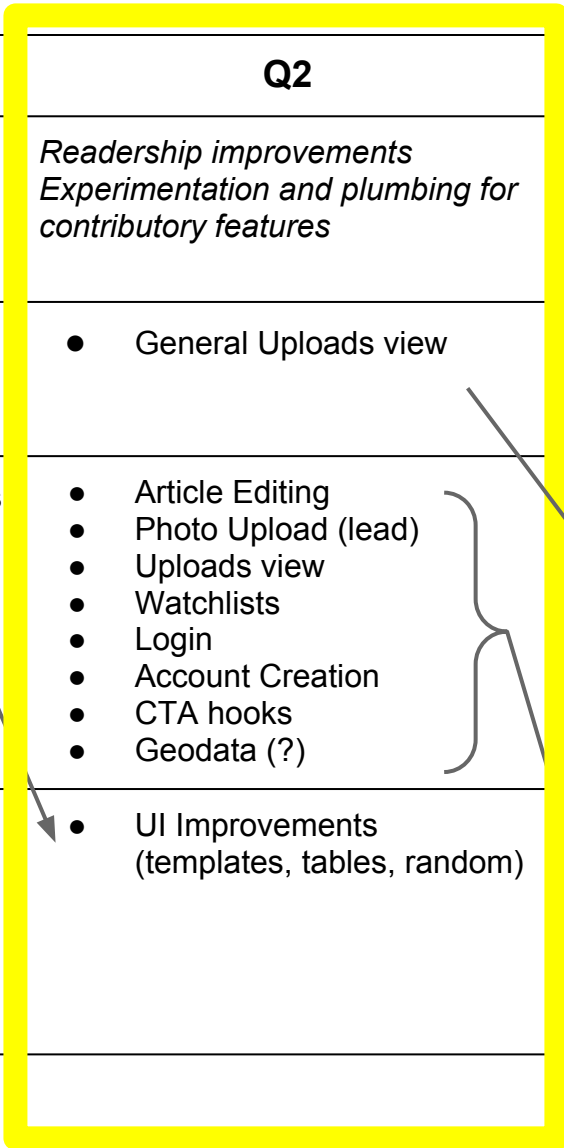 Q2
Readership improvements
Experimentation and plumbing for
contributory features
● General Uploads view
● Article Editing
● Photo Upload (lead)
● Uploads view
● Watchlists
● Login
● Account Creation
● CTA hooks
● Geodata (?)
● UI Improvements
(templates, tables, random)